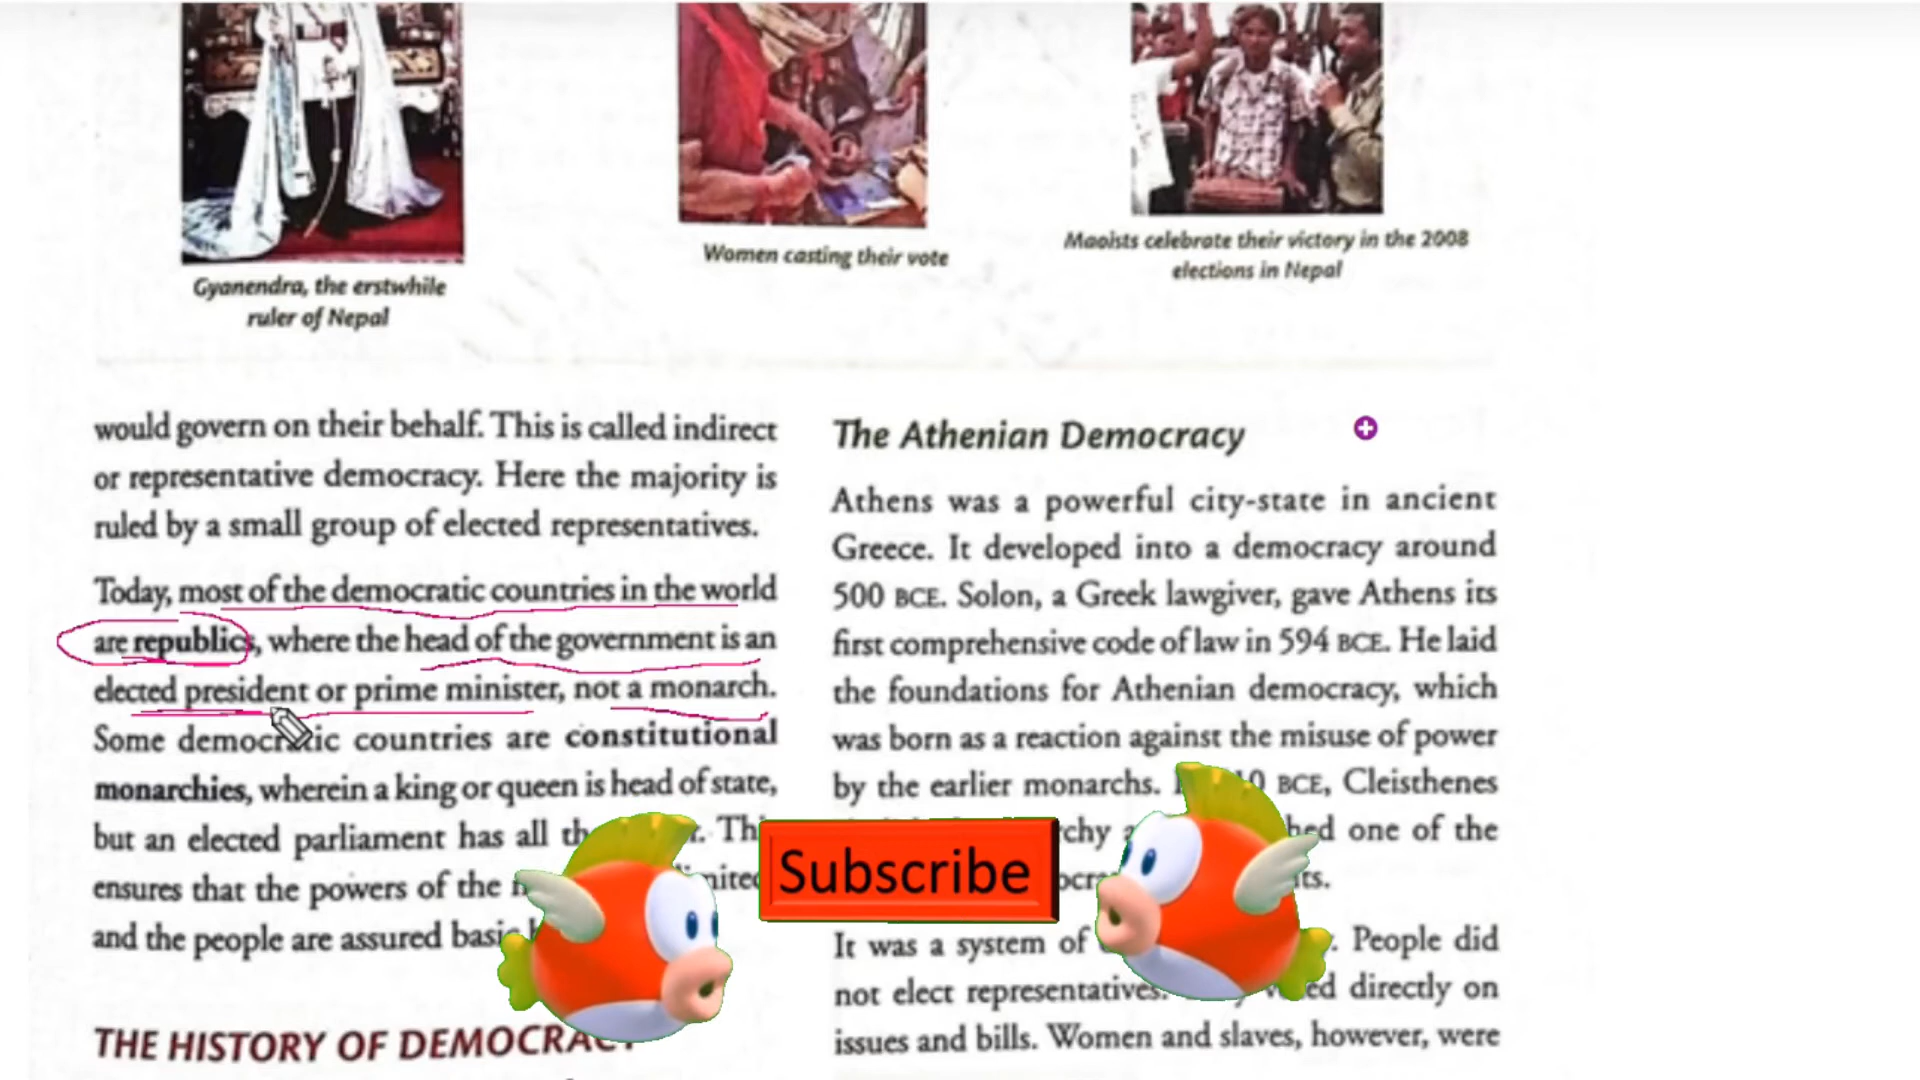 Gyanendra, the erstwhile
ruler of Nepal
Women casting their vote
Maoists celebrate their victory in the 2008
elections in Nepal
would govern on their behalf. This is called indirect
or representative democracy. Here the majority is
ruled by a small group of elected representatives.
Today, most of the democratic countries in the world
are republics, where the head of the government is an
elected president or prime minister, not a monarch.
Some democratic countries are constitutional
monarchies, wherein a king or queen is head of state,
but an elected parliament has all
ensures that the powers of the
and the people are assured basic
THE HISTORY OF DEMOCRACY
The Athenian Democracy
Athens was a powerful city-state in ancient
Greece. It developed into a democracy around
500 BCE. Solon, a Greek lawgiver, gave Athens its
first comprehensive code of law in 594 BCE. He laid
the foundations for Athenian democracy, which
was born as a reaction against the misuse of power
by the earlier monarchs. BCE, Cleisthenes
one of the
It was a system of People did
not elect representatives. directly on
issues and bills. Women and slaves, however, were
Subscribe